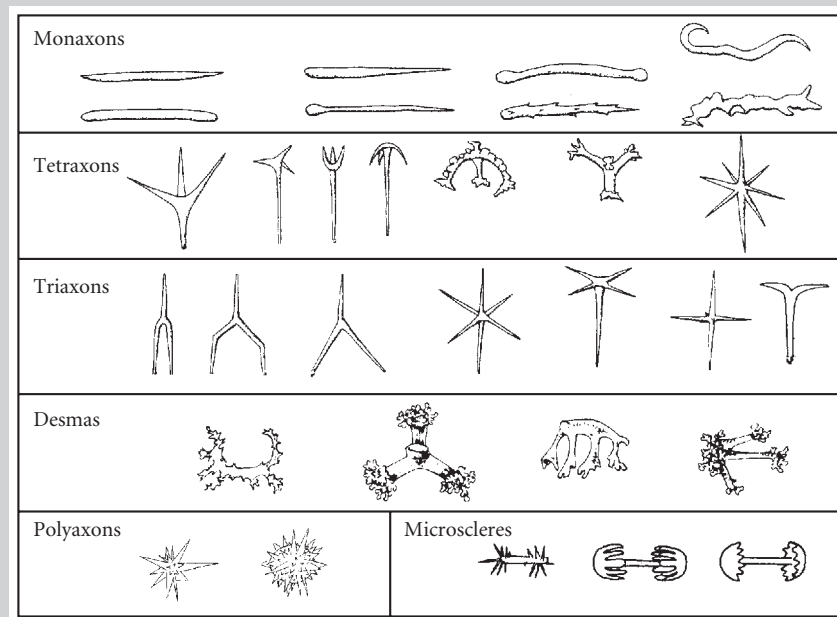 Monaxons
Tetraxons
Triaxons
Desmas
Polyaxons
Microscleres